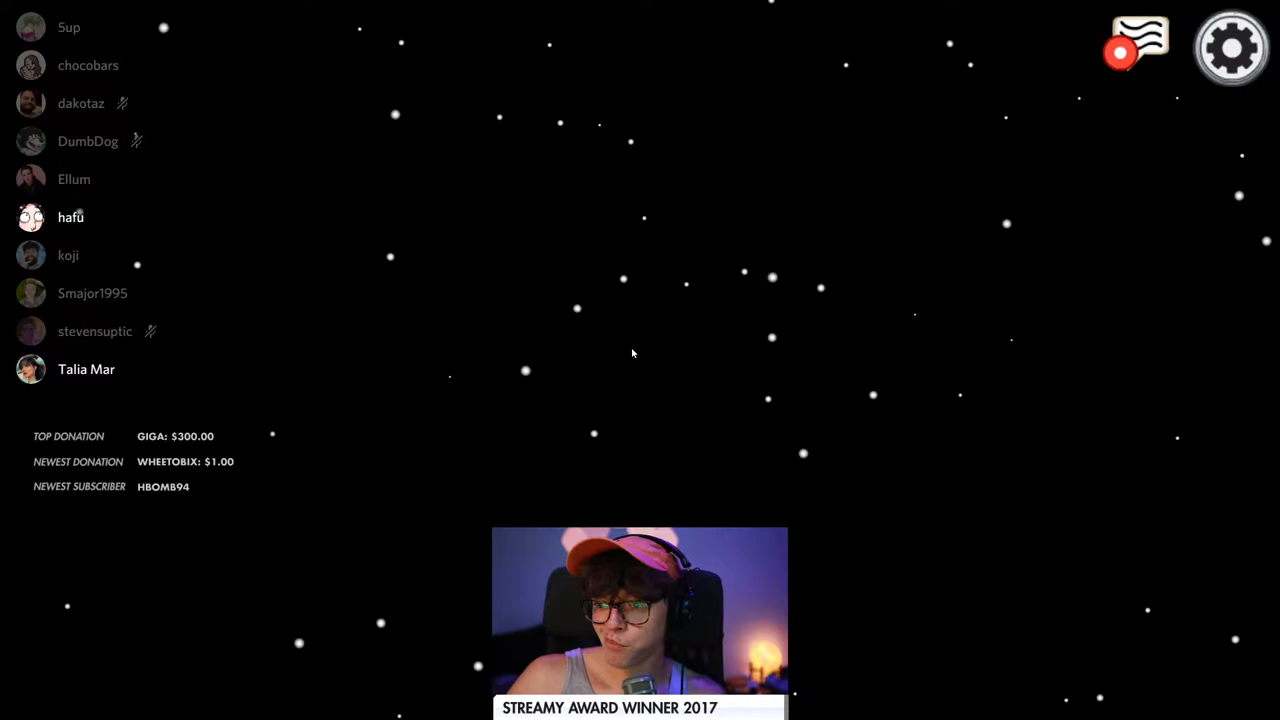 5up
chocobars
dakotaz
DumbDog
Ellum
hafu
koji
Smajor1995
stevensuptic
Talia Mar
TOP DONATION GIGA: $300.00
NEWEST DONATION WHEETOBIX: $1.00
NEWEST SUBSCRIBER HBOMB94
STREAMY AWARD WINNER 2017